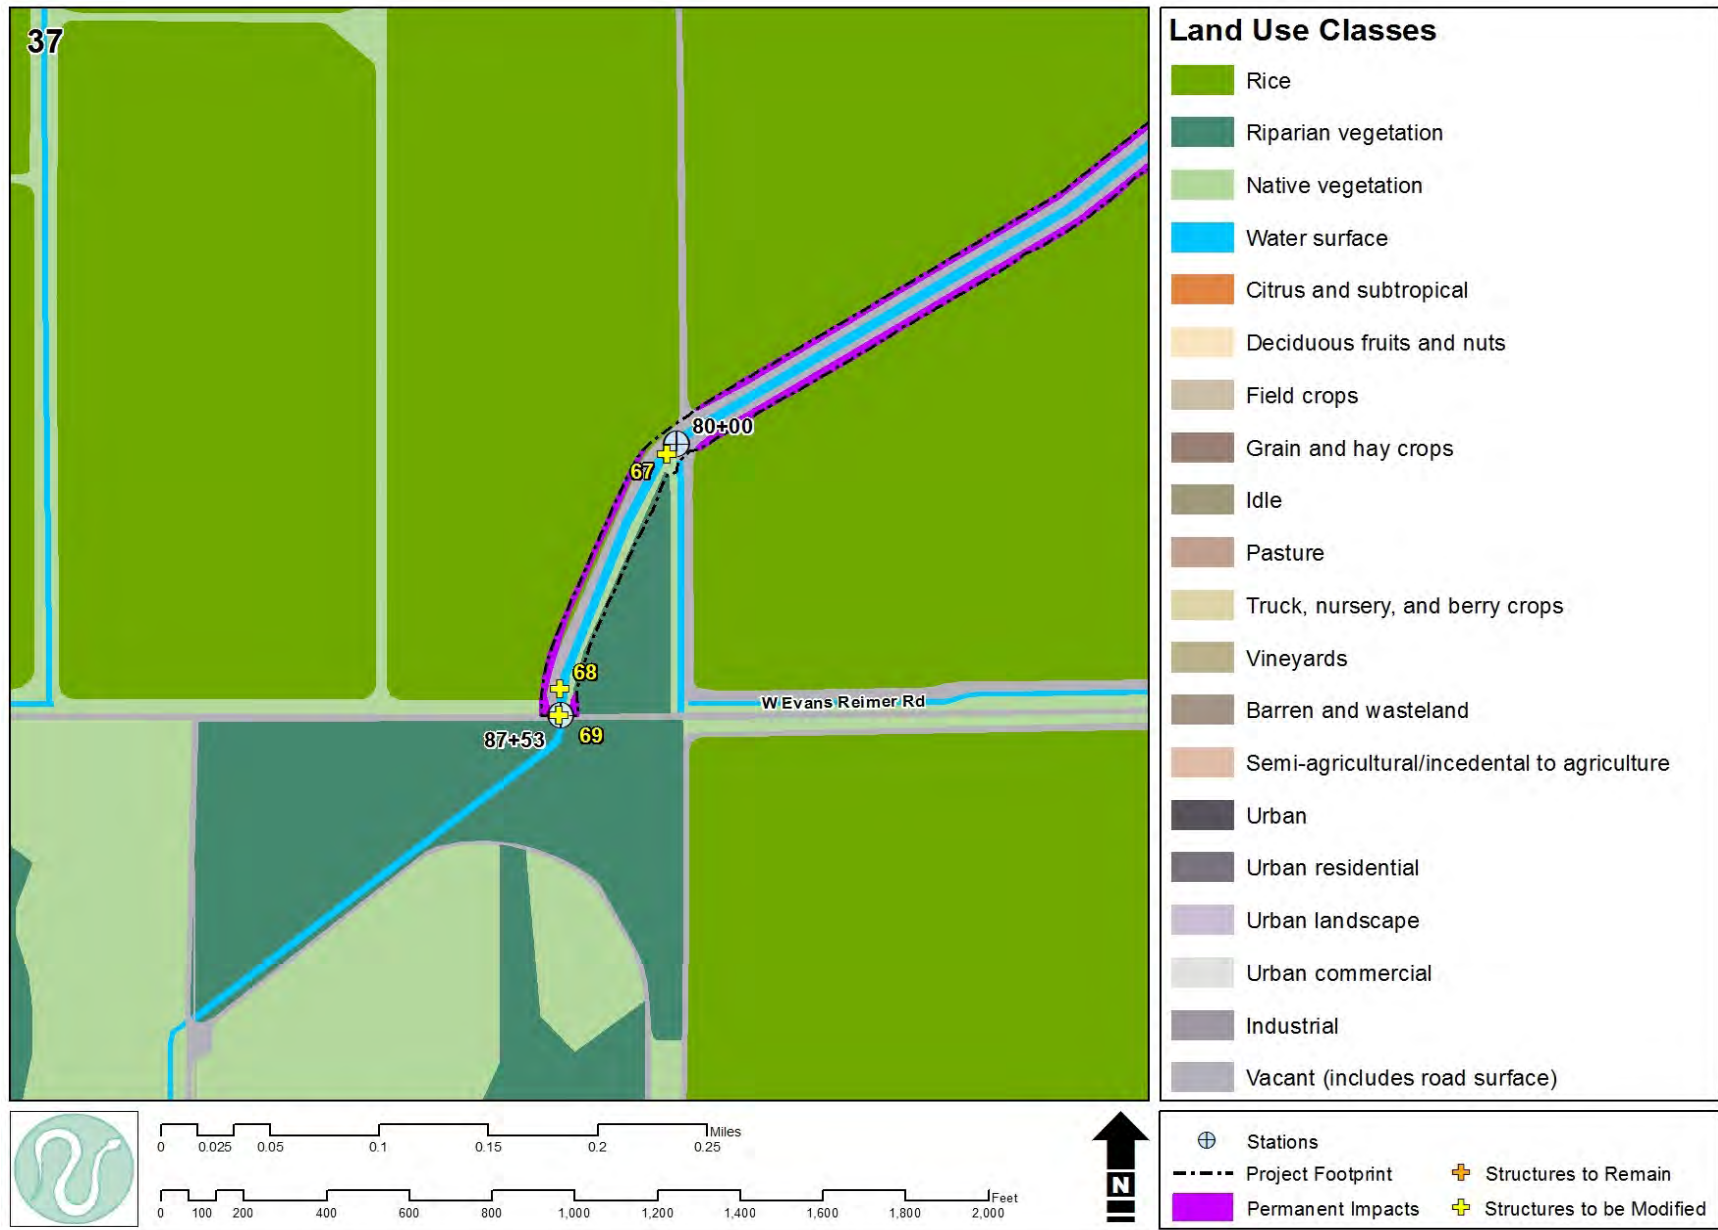 37
80+00
67
68
W Evans Reimer Rd
87+53
69
Land Use Classes
Rice
Riparian vegetation
Native vegetation
Water surface
Citrus and subtropical
Deciduous fruits and nuts
Field crops
Grain and hay crops
Idle
Pasture
Truck, nursery, and berry crops
Vineyards
Barren and wasteland
Semi-agricultural/incedental to agriculture
Urban
Urban residential
Urban landscape
Urban commercial
Industrial
Vacant (includes road surface)
Miles
0 0.025 0.05 0.1 0.15 0.2 0.25
Feet
0 100 200 400 600 800 1,000 1,200 1,400 1,600 1,800 2,000
N
Stations
Project Footprint
Structures to Remain
Permanent Impacts
Structures to be Modified